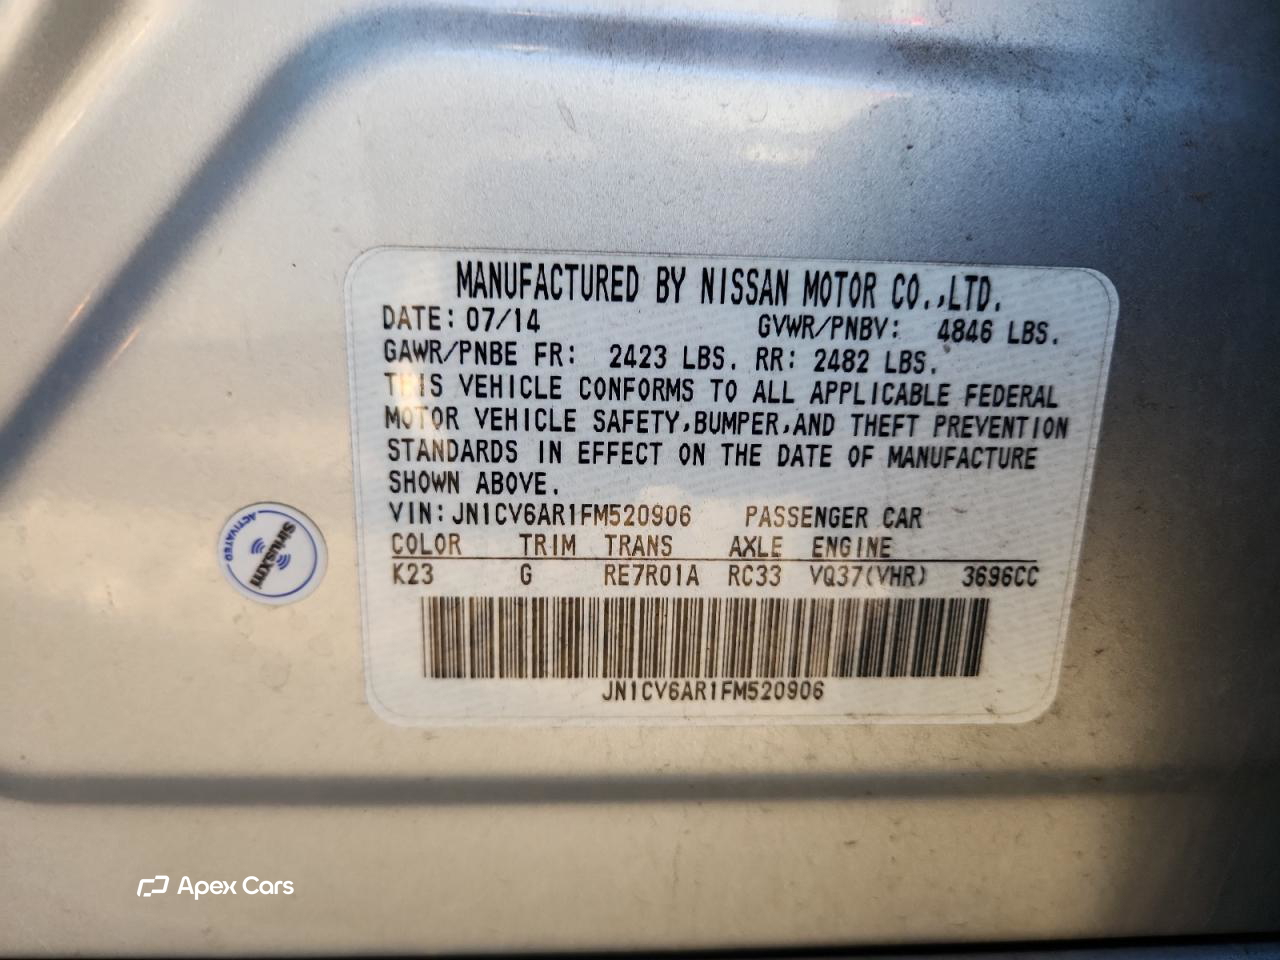 MANUFACTURED BY NISSAN MOTOR CO.,LTD.
DATE: 07/14 GVWR/PNBV: 4846 LBS.
GAWR/PNBE FR: 2423 LBS. RR: 2482 LBS.
THIS VEHICLE CONFORMS TO ALL APPLICABLE FEDERAL
MOTOR VEHICLE SAFETY,BUMPER,AND THEFT PREVENTION
STANDARDS IN EFFECT ON THE DATE OF MANUFACTURE
SHOWN ABOVE.
VIN: JN1CV6AR1FM520906 PASSENGER CAR
COLOR TRIM TRANS AXLE ENGINE
K23 G RE7R01A RC33 VQ37(VHR) 3696CC
JN1CV6AR1FM520906
siriusxm
ACTIVATED
Apex Cars